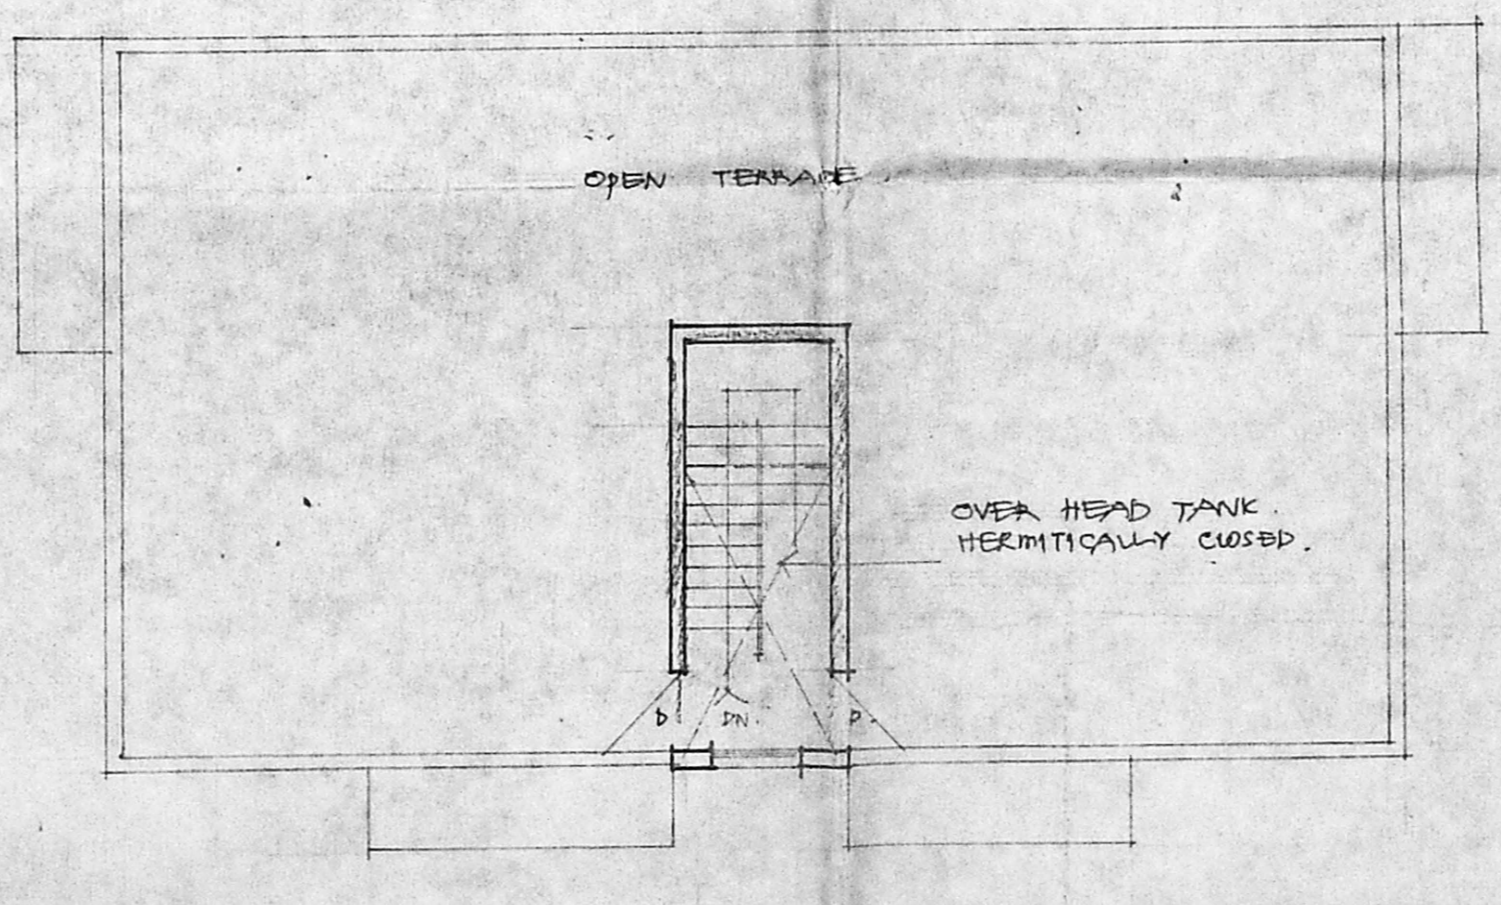 OPEN TERRACE
OVER HEAD TANK.
HERMITICALLY CLOSED.
D DN. D.